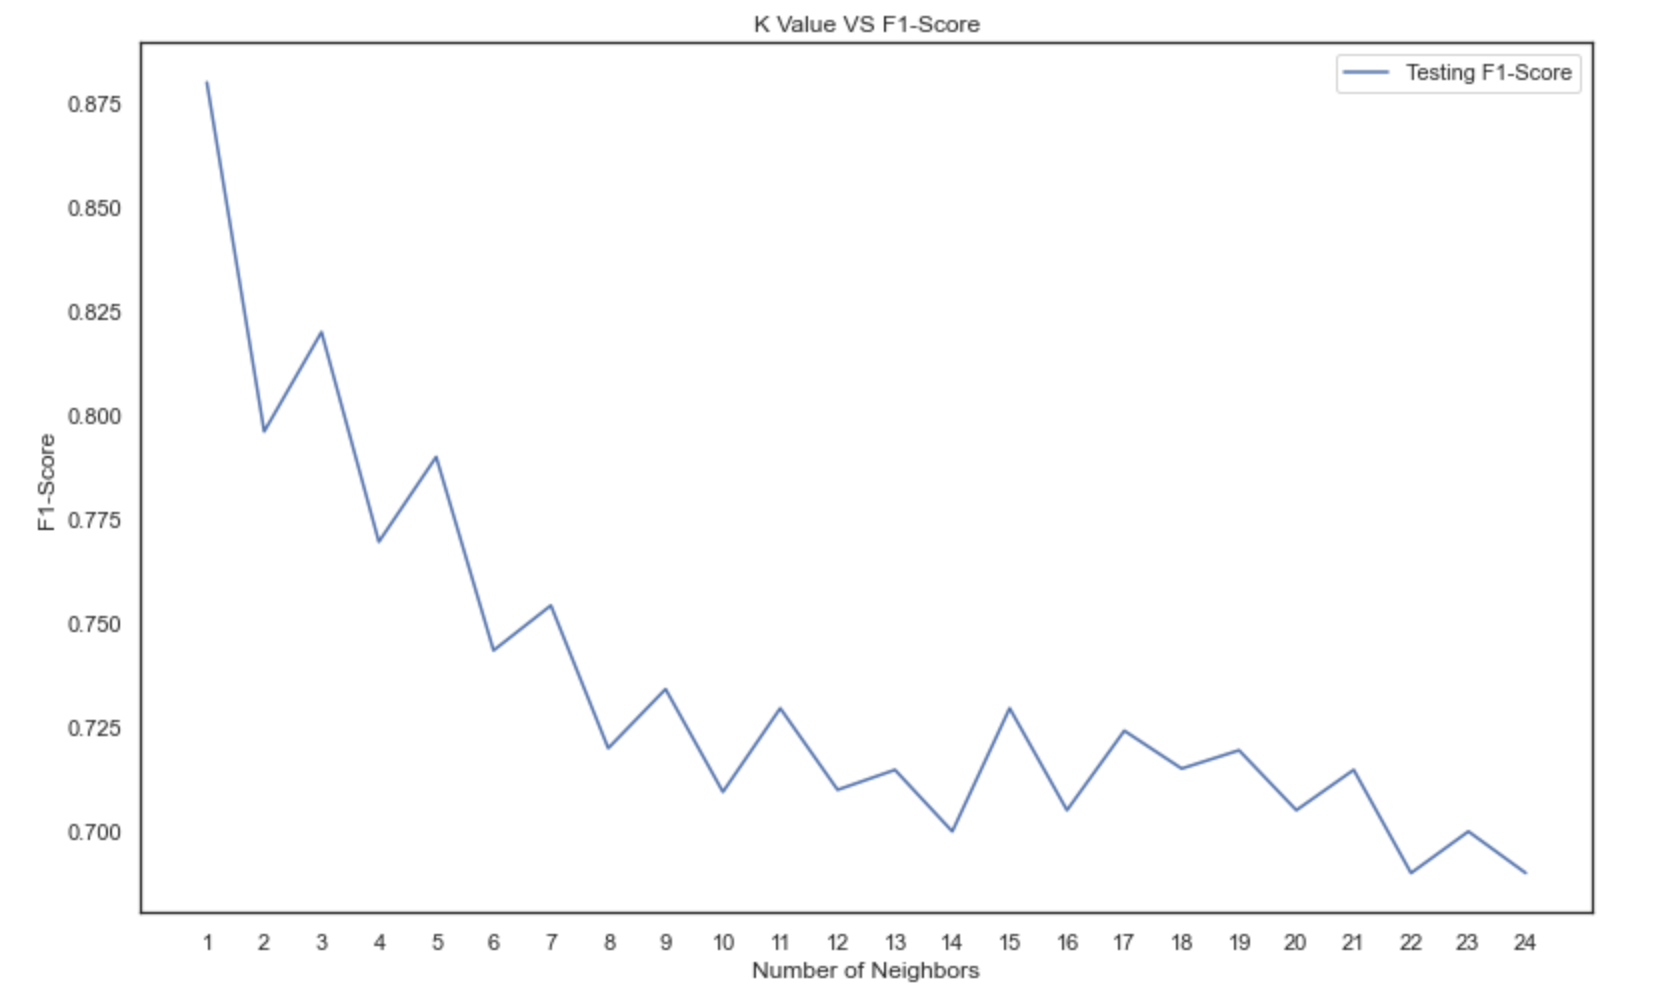 K Value VS F1-Score
Testing F1-Score
0.875
0.850
0.825
0.800
0.775
0.750
0.725
0.700
F1-Score
1 2 3 4 5 6 7 8 9 10 11 12 13 14 15 16 17 18 19 20 21 22 23 24
Number of Neighbors